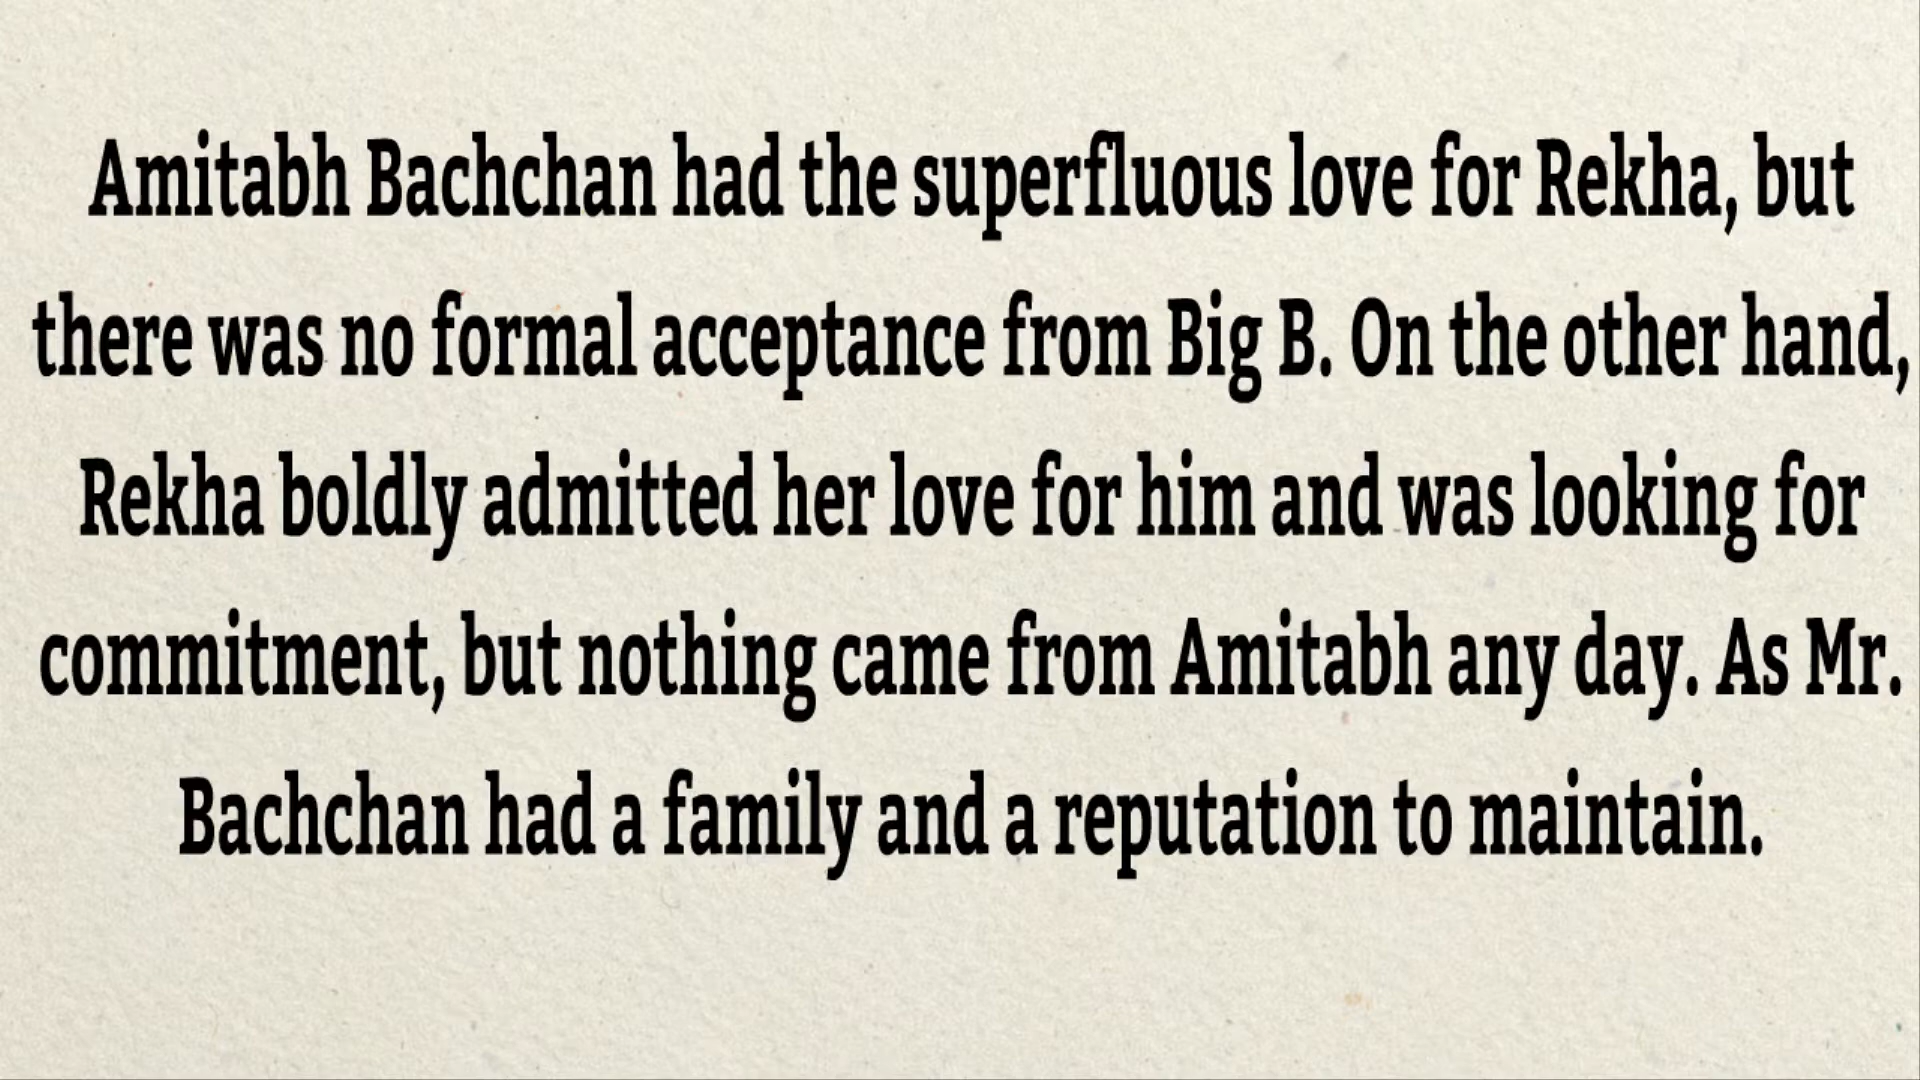 Amitabh Bachchan had the superfluous love for Rekha, but
there was no formal acceptance from Big B. On the other hand,
Rekha boldly admitted her love for him and was looking for
commitment, but nothing came from Amitabh any day. As Mr.
Bachchan had a family and a reputation to maintain.